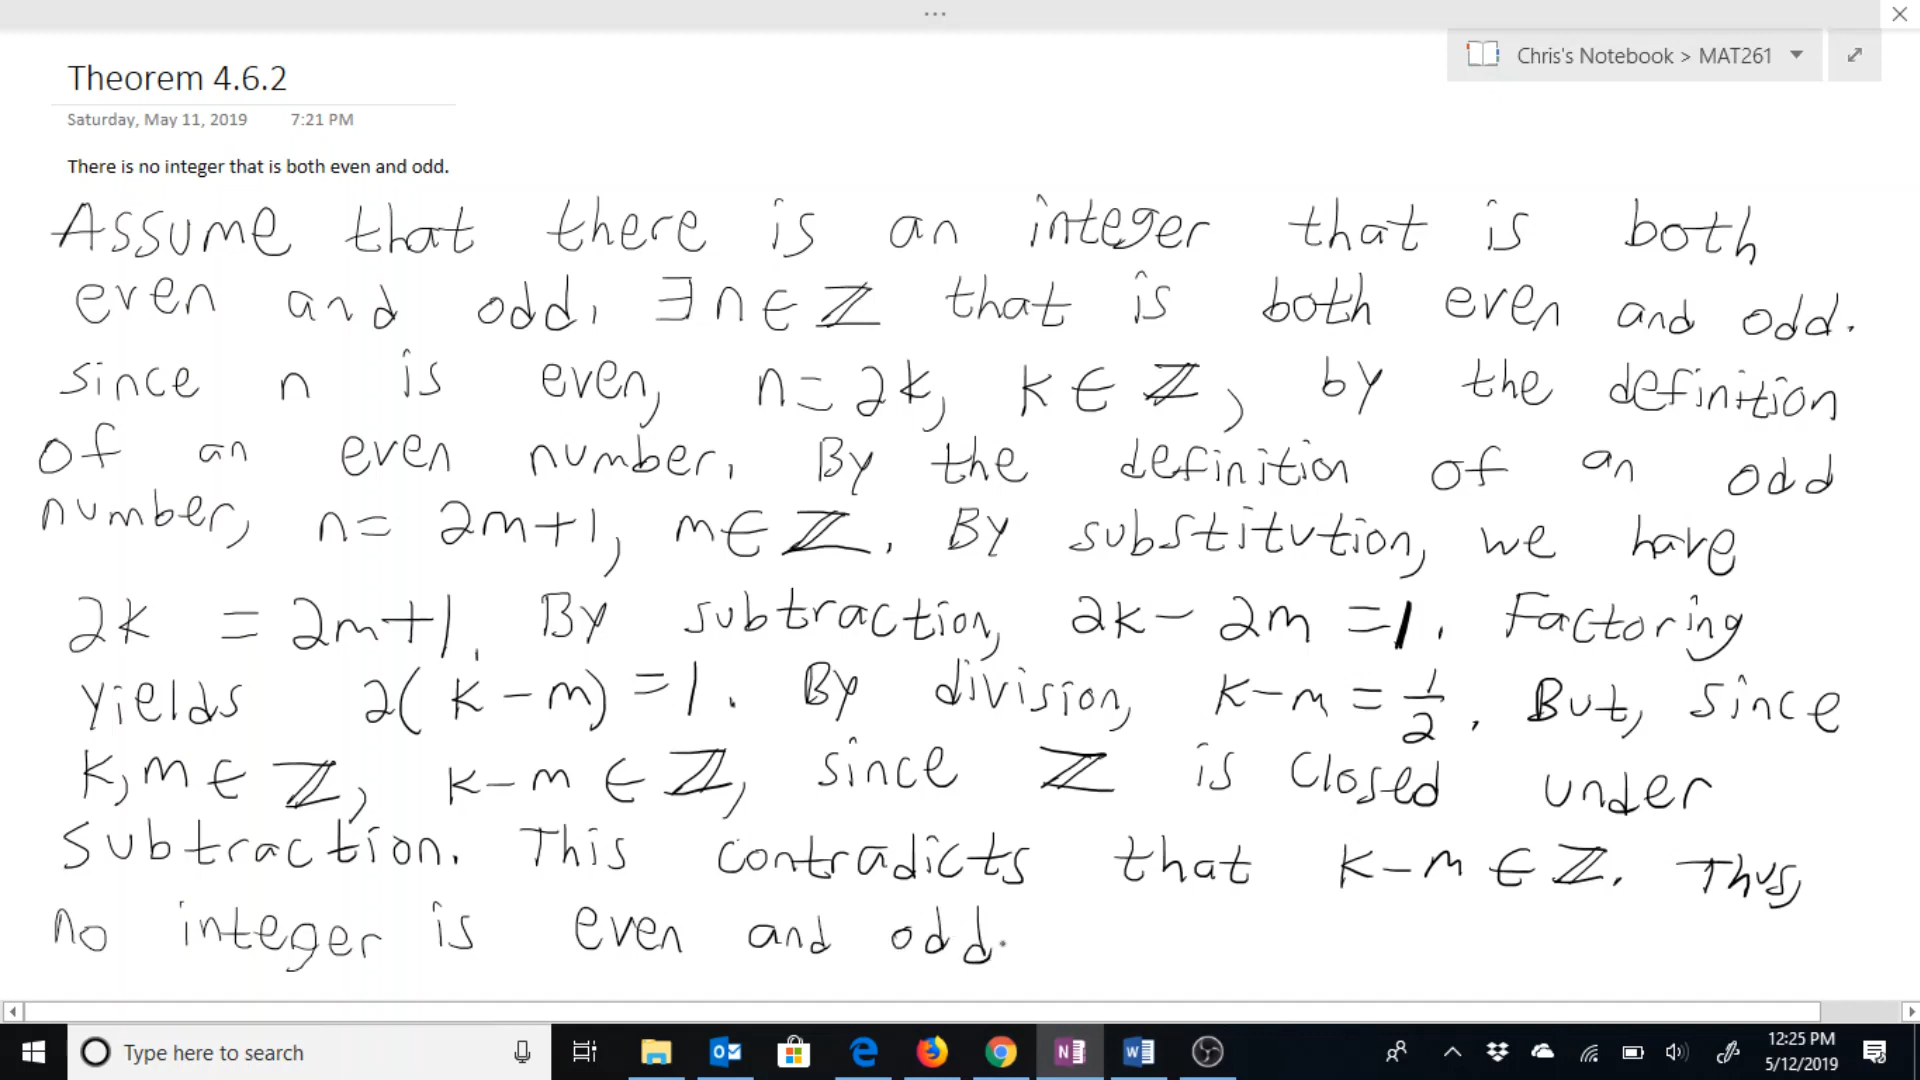 ...
Chris's Notebook > MAT261
Theorem 4.6.2
Saturday, May 11, 2019 7:21 PM
There is no integer that is both even and odd.
Assume that there is an integer that is both
even and odd. ∃n∈ℤ that is both even and odd.
since n is even, n=2k, k∈ℤ, by the definition
of an even number. By the definition of an odd
number, n=2m+1, m∈ℤ. By substitution, we have
2k = 2m+1. By subtraction, 2k-2m=1. Factoring
yields 2(k-m)=1. By division, k-m=1/2. But, since
k,m∈ℤ, k-m∈ℤ, since ℤ is closed under
subtraction. This contradicts that k-m∈ℤ. Thus,
no integer is even and odd.
Type here to search
12:25 PM
5/12/2019